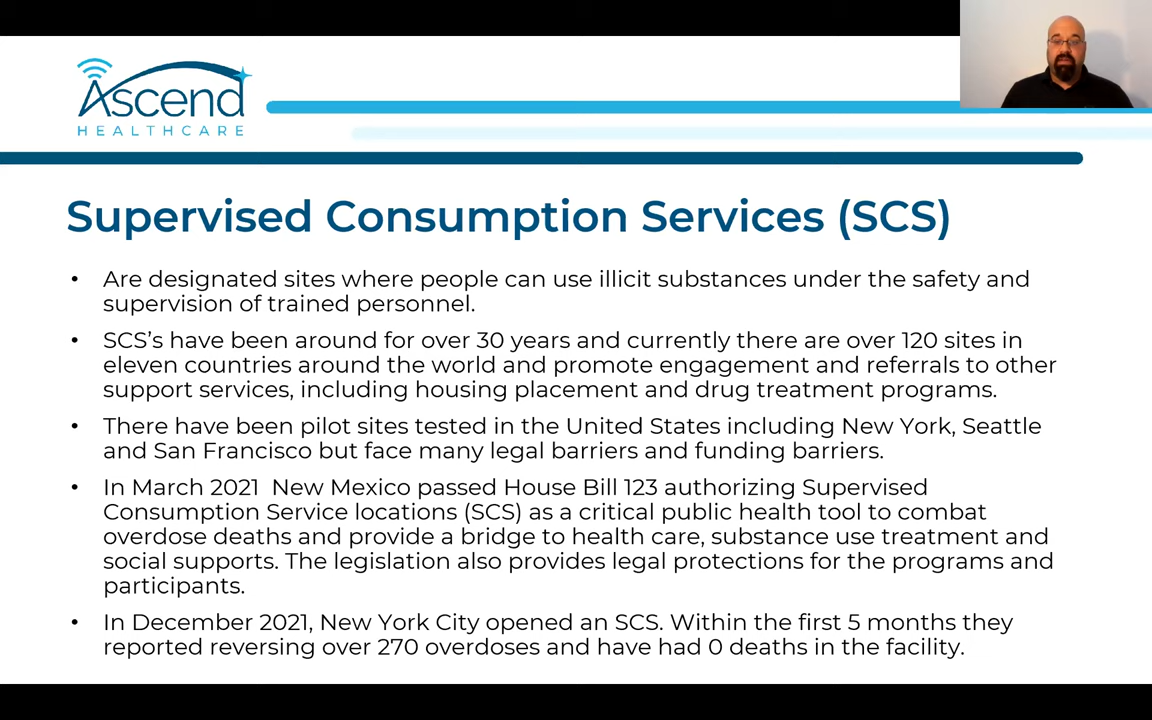 Ascend
HEALTHCARE
Supervised Consumption Services (SCS)
• Are designated sites where people can use illicit substances under the safety and
supervision of trained personnel.
• SCS's have been around for over 30 years and currently there are over 120 sites in
eleven countries around the world and promote engagement and referrals to other
support services, including housing placement and drug treatment programs.
• There have been pilot sites tested in the United States including New York, Seattle
and San Francisco but face many legal barriers and funding barriers.
• In March 2021  New Mexico passed House Bill 123 authorizing Supervised
Consumption Service locations (SCS) as a critical public health tool to combat
overdose deaths and provide a bridge to health care, substance use treatment and
social supports. The legislation also provides legal protections for the programs and
participants.
• In December 2021, New York City opened an SCS. Within the first 5 months they
reported reversing over 270 overdoses and have had 0 deaths in the facility.